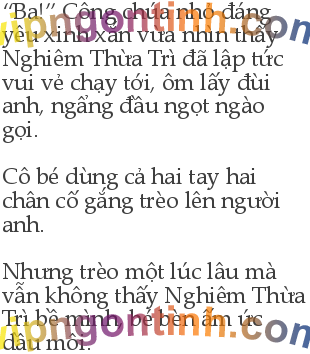 “Ba!” Công chúa nhỏ đáng
yêu xinh xắn vừa nhìn thấy
Nghiêm Thừa Trì đã lập tức
vui vẻ chạy tới, ôm lấy đùi
anh, ngẩng đầu ngọt ngào
gọi.
Cô bé dùng cả hai tay hai
chân cố gắng trèo lên người
anh.
Nhưng trèo một lúc lâu mà
vẫn không thấy Nghiêm Thừa
Trì bế mình, bé bèn ấm ức
dẩu môi.
vipngontinh.com
vipngontinh.com